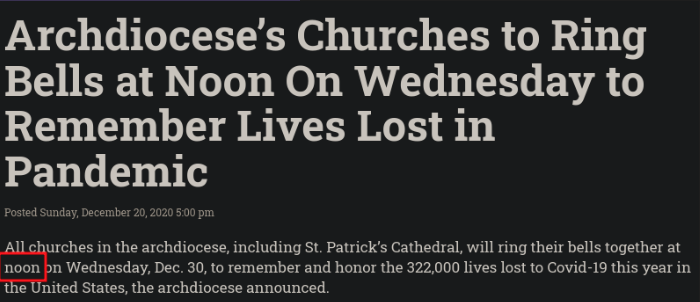 Archdiocese’s Churches to Ring
Bells at Noon On Wednesday to
Remember Lives Lost in
Pandemic
Posted Sunday, December 20, 2020 5:00 pm
All churches in the archdiocese, including St. Patrick’s Cathedral, will ring their bells together at
noon on Wednesday, Dec. 30, to remember and honor the 322,000 lives lost to Covid-19 this year in
the United States, the archdiocese announced.